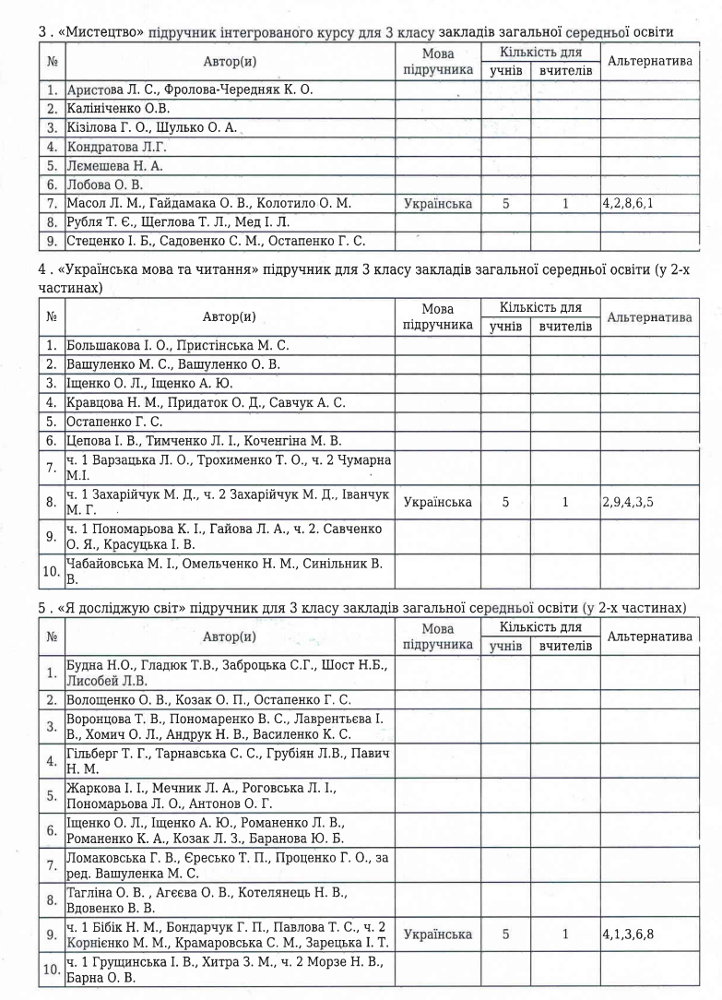 3 . «Мистецтво» підручник інтегрованого курсу для 3 класу закладів загальної середньої освіти
№ Автор(и) Мова підручника Кількість для Альтернатива
учнів вчителів
1. Аристова Л. С., Фролова-Чередняк К. О.
2. Калініченко О.В.
3. Кізілова Г. О., Шулько О. А.
4. Кондратова Л.Г.
5. Лємешева Н. А.
6. Лобова О. В.
7. Масол Л. М., Гайдамака О. В., Колотило О. М. Українська 5 1 4,2,8,6,1
8. Рубля Т. Є., Щеглова Т. Л., Мед І. Л.
9. Стеценко І. Б., Садовенко С. М., Остапенко Г. С.
4 . «Українська мова та читання» підручник для 3 класу закладів загальної середньої освіти (у 2-х
частинах)
№ Автор(и) Мова підручника Кількість для Альтернатива
учнів вчителів
1. Большакова І. О., Пристінська М. С.
2. Вашуленко М. С., Вашуленко О. В.
3. Іщенко О. Л., Іщенко А. Ю.
4. Кравцова Н. М., Придаток О. Д., Савчук А. С.
5. Остапенко Г. С.
6. Цепова І. В., Тимченко Л. І., Коченгіна М. В.
7. ч. 1 Варзацька Л. О., Трохименко Т. О., ч. 2 Чумарна
М.І.
8. ч. 1 Захарійчук М. Д., ч. 2 Захарійчук М. Д., Іванчук
М. Г. Українська 5 1 2,9,4,3,5
9. ч. 1 Пономарьова К. І., Гайова Л. А., ч. 2. Савченко
О. Я., Красуцька І. В.
10. Чабайовська М. І., Омельченко Н. М., Синільник В.
В.
5 . «Я досліджую світ» підручник для 3 класу закладів загальної середньої освіти (у 2-х частинах)
№ Автор(и) Мова підручника Кількість для Альтернатива
учнів вчителів
1. Будна Н.О., Гладюк Т.В., Заброцька С.Г., Шост Н.Б.,
Лисобей Л.В.
2. Волощенко О. В., Козак О. П., Остапенко Г. С.
3. Воронцова Т. В., Пономаренко В. С., Лаврентьєва І.
В., Хомич О. Л., Андрук Н. В., Василенко К. С.
4. Гільберг Т. Г., Тарнавська С. С., Грубіян Л.В., Павич
Н. М.
5. Жаркова І. І., Мечник Л. А., Роговська Л. І.,
Пономарьова Л. О., Антонов О. Г.
6. Іщенко О. Л., Іщенко А. Ю., Романенко Л. В.,
Романенко К. А., Козак Л. З., Баранова Ю. Б.
7. Ломаковська Г. В., Єресько Т. П., Проценко Г. О., за
ред. Вашуленка М. С.
8. Тагліна О. В. , Агєєва О. В., Котелянець Н. В.,
Вдовенко В. В.
9. ч. 1 Бібік Н. М., Бондарчук Г. П., Павлова Т. С., ч. 2
Корнієнко М. М., Крамаровська С. М., Зарецька І. Т. Українська 5 1 4,1,3,6,8
10. ч. 1 Грущинська І. В., Хитра З. М., ч. 2 Морзе Н. В.,
Барна О. В.